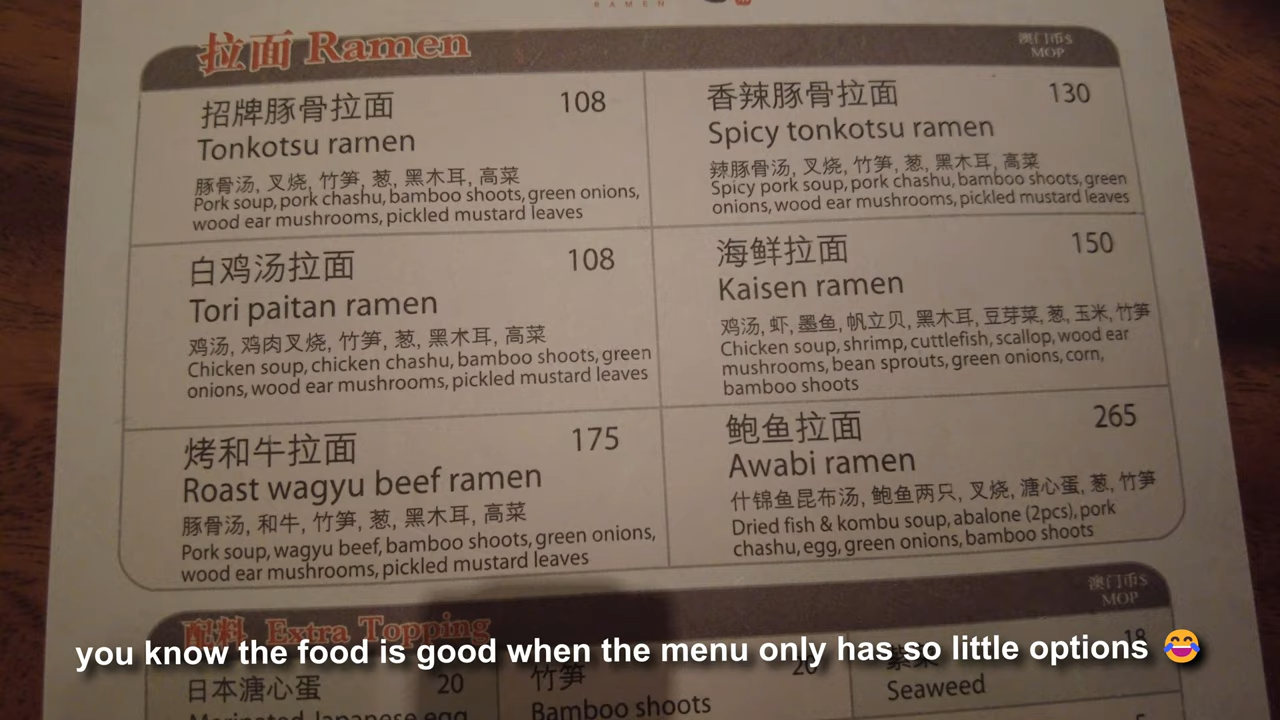 RAMEN
拉面 Ramen
澳门币$
MOP
招牌豚骨拉面 108
Tonkotsu ramen
豚骨汤, 叉烧, 竹笋, 葱, 黑木耳, 高菜
Pork soup, pork chashu, bamboo shoots, green onions,
wood ear mushrooms, pickled mustard leaves
香辣豚骨拉面 130
Spicy tonkotsu ramen
辣豚骨汤, 叉烧, 竹笋, 葱, 黑木耳, 高菜
Spicy pork soup, pork chashu, bamboo shoots, green
onions, wood ear mushrooms, pickled mustard leaves
白鸡汤拉面 108
Tori paitan ramen
鸡汤, 鸡肉叉烧, 竹笋, 葱, 黑木耳, 高菜
Chicken soup, chicken chashu, bamboo shoots, green
onions, wood ear mushrooms, pickled mustard leaves
海鲜拉面 150
Kaisen ramen
鸡汤, 虾, 墨鱼, 帆立贝, 黑木耳, 豆芽菜, 葱, 玉米, 竹笋
Chicken soup, shrimp, cuttlefish, scallop, wood ear
mushrooms, bean sprouts, green onions, corn,
bamboo shoots
烤和牛拉面 175
Roast wagyu beef ramen
豚骨汤, 和牛, 竹笋, 葱, 黑木耳, 高菜
Pork soup, wagyu beef, bamboo shoots, green onions,
wood ear mushrooms, pickled mustard leaves
鲍鱼拉面 265
Awabi ramen
什锦鱼昆布汤, 鲍鱼两只, 叉烧, 溏心蛋, 葱, 竹笋
Dried fish & kombu soup, abalone (2pcs), pork
chashu, egg, green onions, bamboo shoots
配料 Extra Topping
澳门币$
MOP
you know the food is good when the menu only has so little options 😂
日本溏心蛋 20
Marinated Japanese egg
竹笋 20
Bamboo shoots
紫菜 18
Seaweed